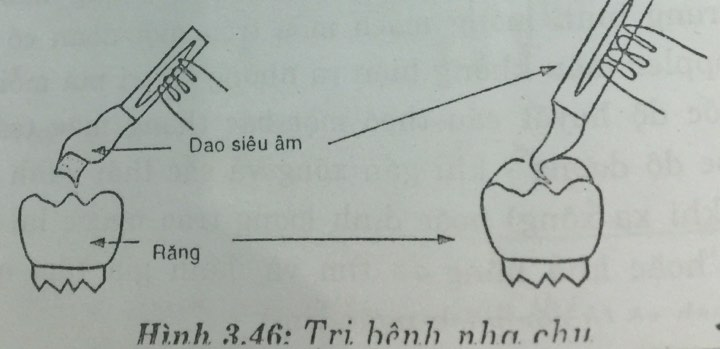 Dao siêu âm
Răng
Hình 3.46: Trị bệnh nha chu